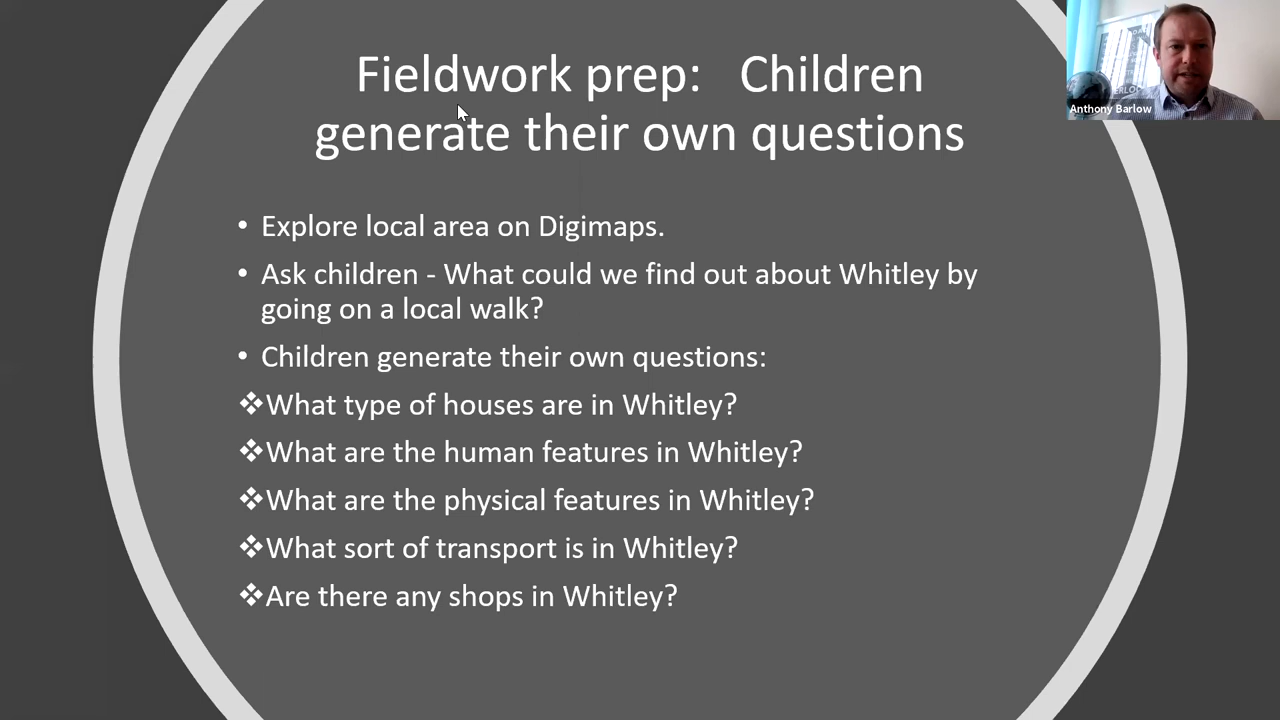 Fieldwork prep:   Children
generate their own questions
Anthony Barlow
• Explore local area on Digimaps.
• Ask children - What could we find out about Whitley by
going on a local walk?
• Children generate their own questions:
❖What type of houses are in Whitley?
❖What are the human features in Whitley?
❖What are the physical features in Whitley?
❖What sort of transport is in Whitley?
❖Are there any shops in Whitley?